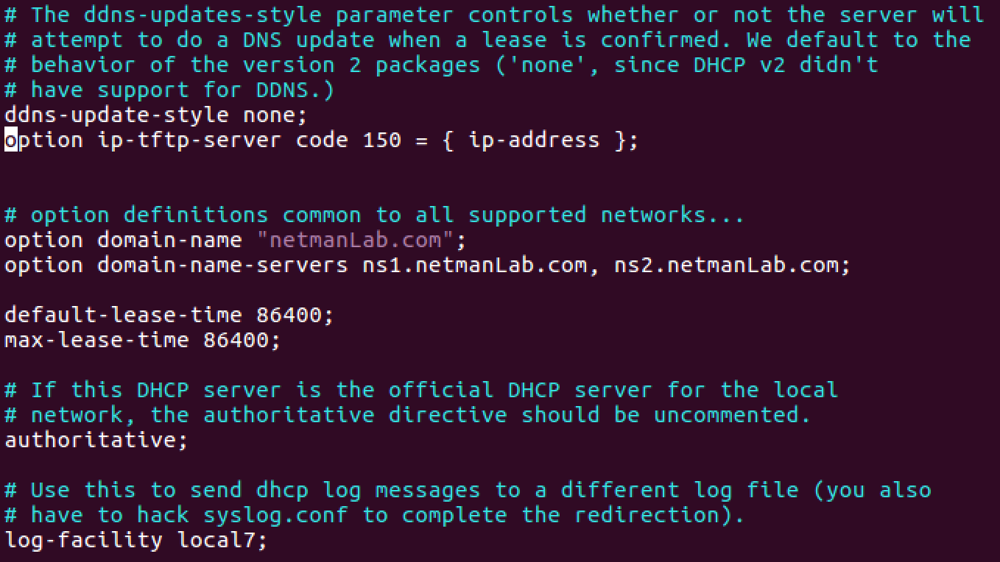 # The ddns-updates-style parameter controls whether or not the server will
# attempt to do a DNS update when a lease is confirmed. We default to the
# behavior of the version 2 packages ('none', since DHCP v2 didn't
# have support for DDNS.)
ddns-update-style none;
option ip-tftp-server code 150 = { ip-address };
# option definitions common to all supported networks...
option domain-name "netmanLab.com";
option domain-name-servers ns1.netmanLab.com, ns2.netmanLab.com;
default-lease-time 86400;
max-lease-time 86400;
# If this DHCP server is the official DHCP server for the local
# network, the authoritative directive should be uncommented.
authoritative;
# Use this to send dhcp log messages to a different log file (you also
# have to hack syslog.conf to complete the redirection).
log-facility local7;